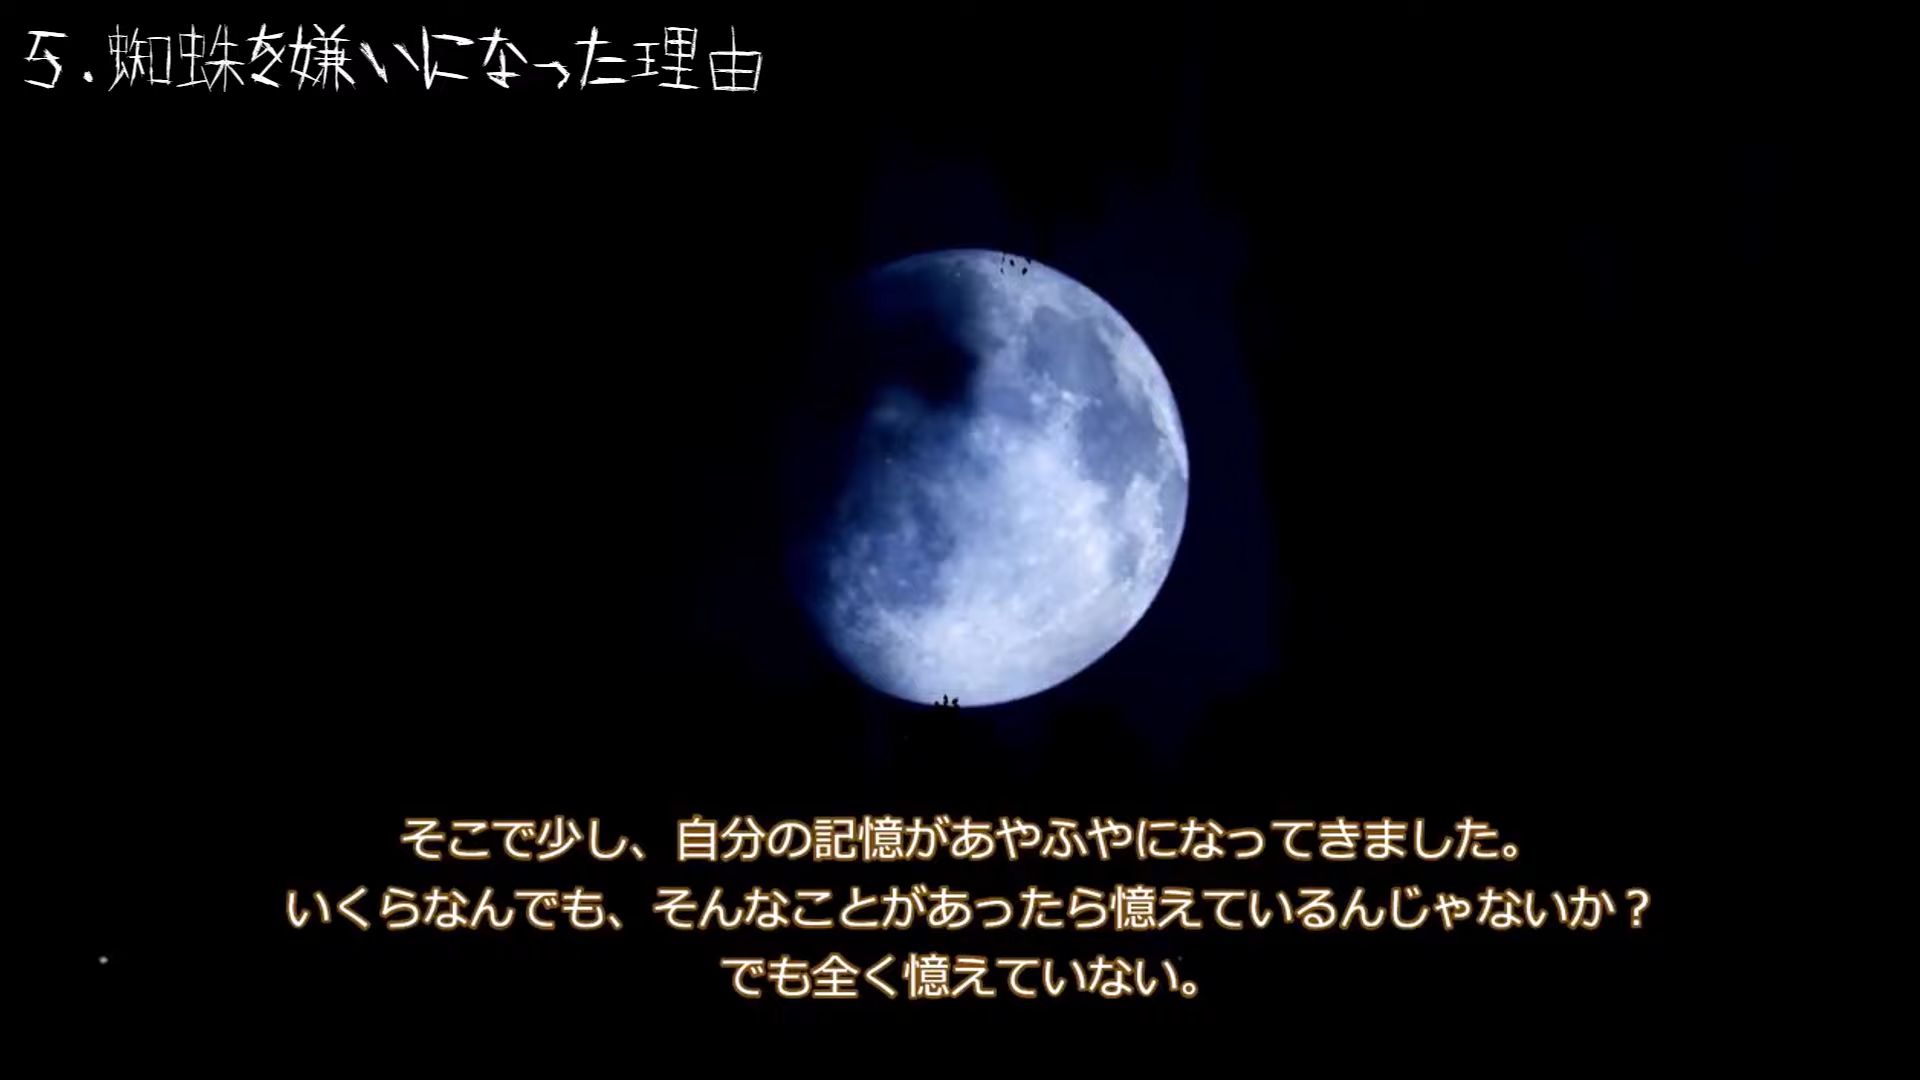 5.蜘蛛を嫌いになった理由
そこで少し、自分の記憶があやふやになってきました。
いくらなんでも、そんなことがあったら憶えているんじゃないか？
でも全く憶えていない。